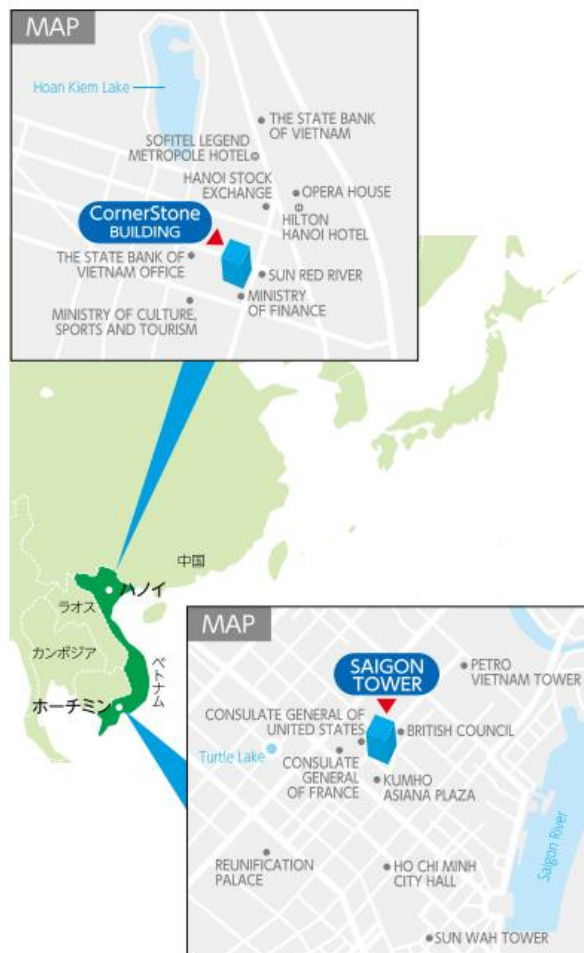 MAP
Hoan Kiem Lake
THE STATE BANK
OF VIETNAM
SOFITEL LEGEND
METROPOLE HOTEL
HANOI STOCK
EXCHANGE
OPERA HOUSE
HILTON
HANOI HOTEL
CornerStone
BUILDING
THE STATE BANK OF
VIETNAM OFFICE
SUN RED RIVER
MINISTRY
OF FINANCE
MINISTRY OF CULTURE,
SPORTS AND TOURISM
中国
ハノイ
ラオス
カンボジア
ベトナム
ホーチミン
MAP
SAIGON
TOWER
PETRO
VIETNAM TOWER
CONSULATE GENERAL OF
UNITED STATES
BRITISH COUNCIL
Turtle Lake
CONSULATE
GENERAL
OF FRANCE
KUMHO
ASIANA PLAZA
REUNIFICATION
PALACE
HO CHI MINH
CITY HALL
Saigon River
SUN WAH TOWER